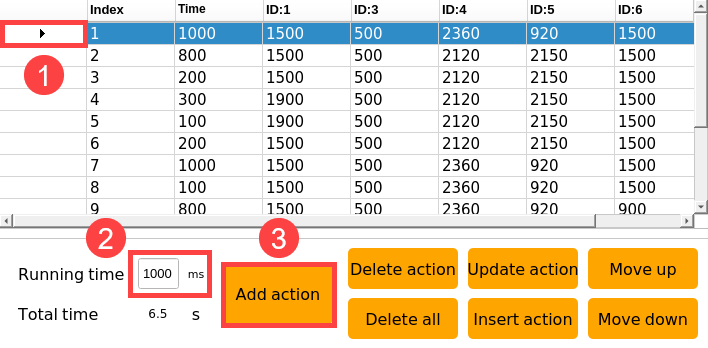 Index Time ID:1 ID:3 ID:4 ID:5 ID:6
1 1000 1500 500 2360 920 1500
1
2 800 1500 500 2120 2150 1500
3 200 1500 500 2120 2150 1500
4 300 1900 500 2120 2150 1500
5 100 1900 500 2120 2150 1500
6 200 1500 500 2120 2150 1500
7 1000 1500 500 2360 920 1500
8 100 1500 500 2360 920 1500
9 800 1500 500 2360 920 900
2 3
Running time 1000 ms Add action Delete action Update action Move up
Total time 6.5 s Delete all Insert action Move down